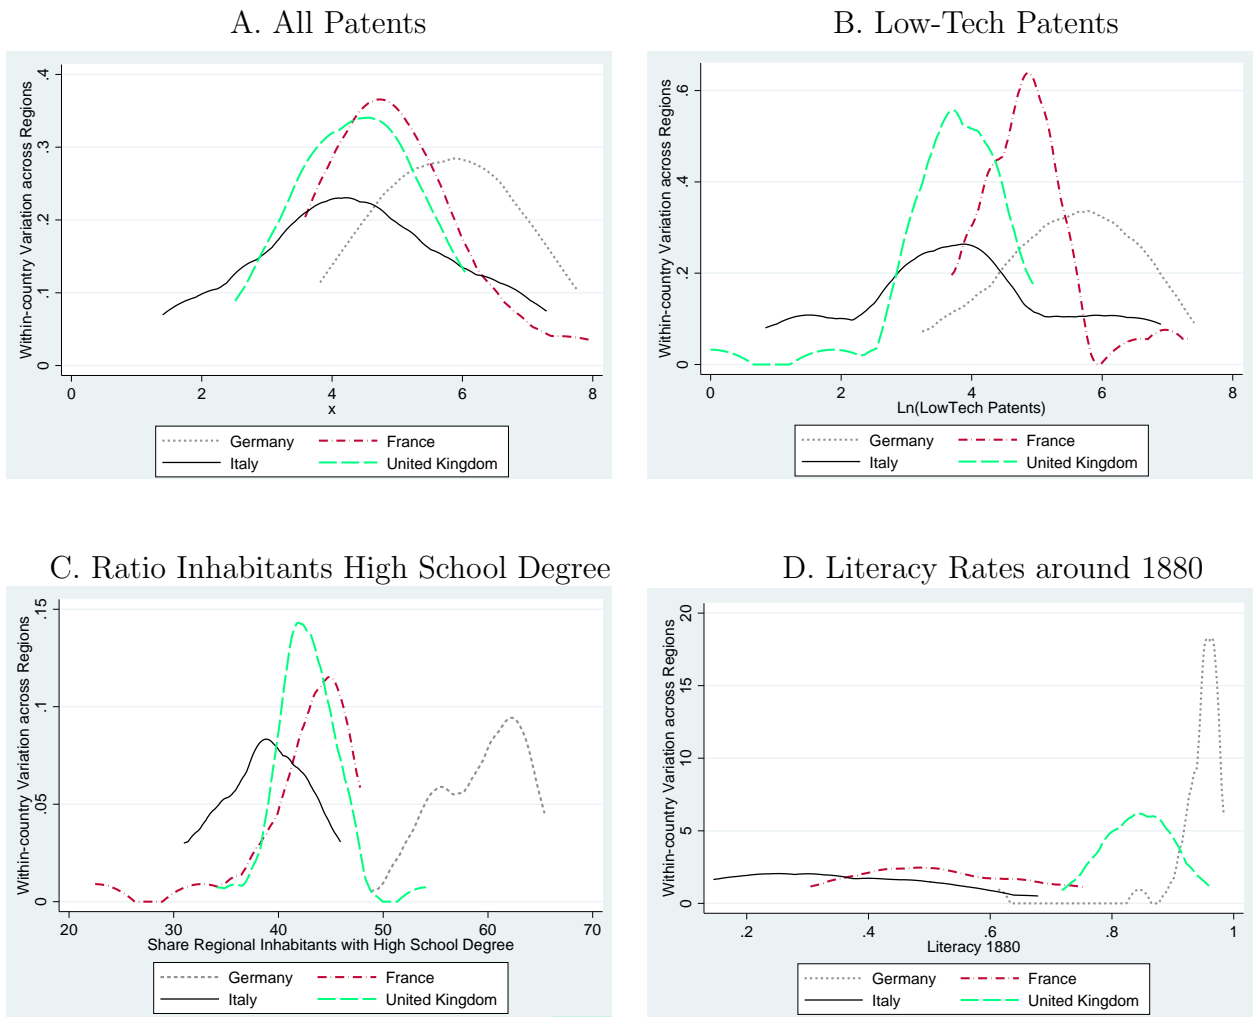 A. All Patents
Within-country Variation across Regions
.4
.3
.2
.1
0
0 2 4 6 8
x
Germany France
Italy United Kingdom
B. Low-Tech Patents
Within-country Variation across Regions
.6
.4
.2
0
0 2 4 6 8
Ln(LowTech Patents)
Germany France
Italy United Kingdom
C. Ratio Inhabitants High School Degree
Within-country Variation across Regions
.15
.1
.05
0
20 30 40 50 60 70
Share Regional Inhabitants with High School Degree
Germany France
Italy United Kingdom
D. Literacy Rates around 1880
Within-country Variation across Regions
20
15
10
5
0
.2 .4 .6 .8 1
Literacy 1880
Germany France
Italy United Kingdom